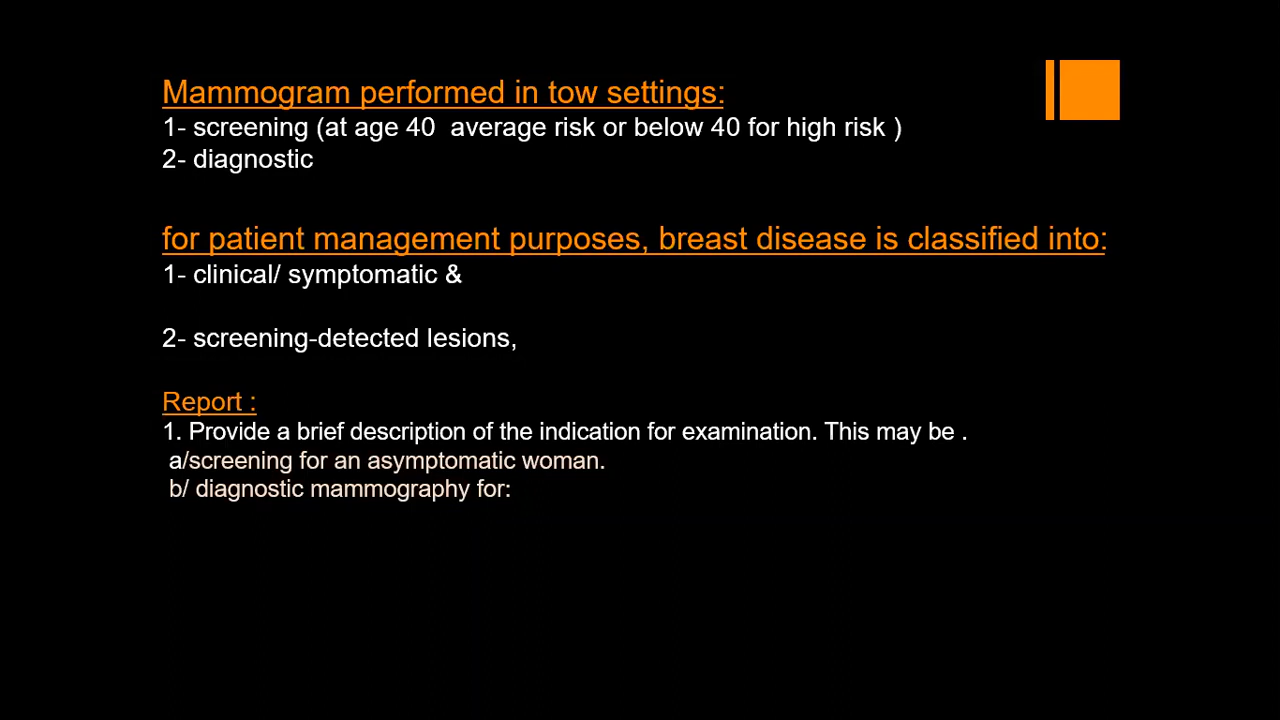 Mammogram performed in tow settings:
1- screening (at age 40  average risk or below 40 for high risk )
2- diagnostic
for patient management purposes, breast disease is classified into:
1- clinical/ symptomatic &
2- screening-detected lesions,
Report :
1. Provide a brief description of the indication for examination. This may be .
a/screening for an asymptomatic woman.
b/ diagnostic mammography for: